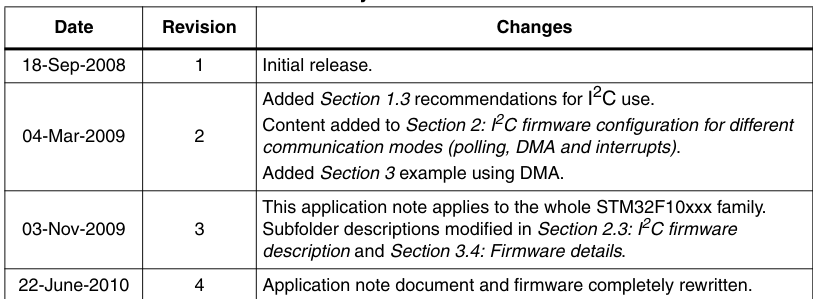 Date Revision Changes
18-Sep-2008 1 Initial release.
Added Section 1.3 recommendations for I²C use.
Content added to Section 2: I²C firmware configuration for different
04-Mar-2009 2 communication modes (polling, DMA and interrupts).
Added Section 3 example using DMA.
This application note applies to the whole STM32F10xxx family.
03-Nov-2009 3 Subfolder descriptions modified in Section 2.3: I²C firmware
description and Section 3.4: Firmware details.
22-June-2010 4 Application note document and firmware completely rewritten.